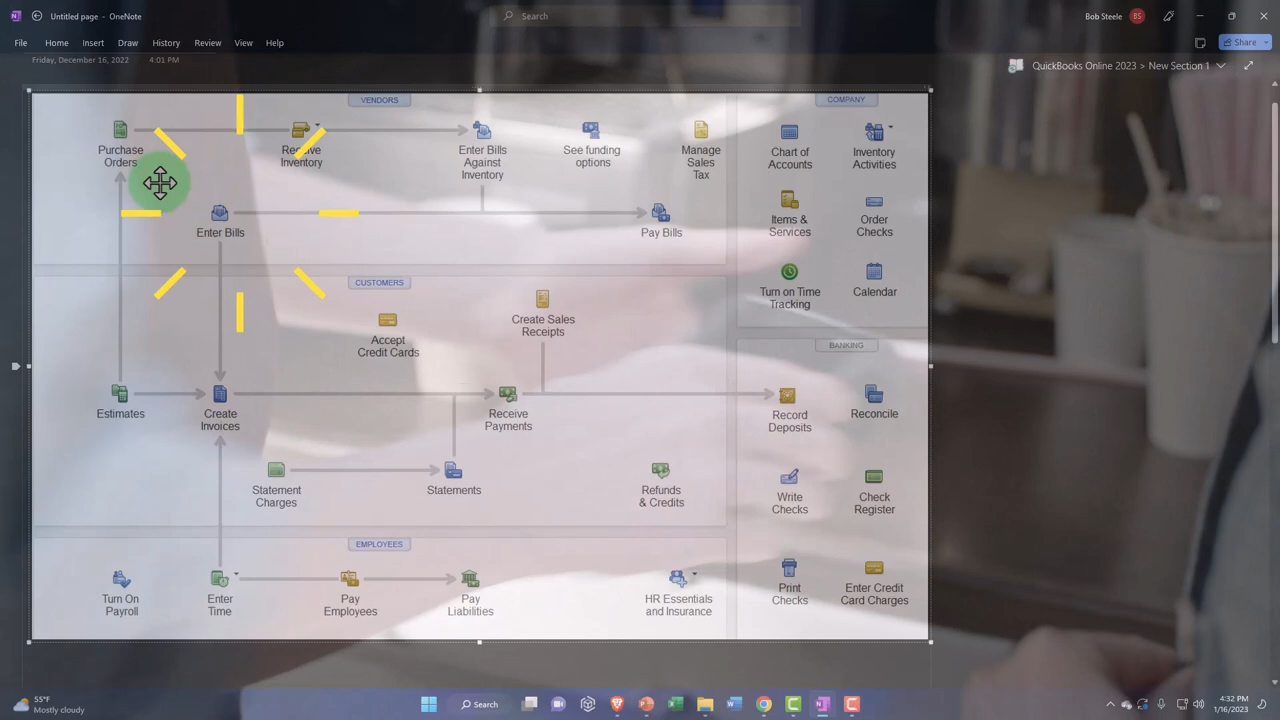 Untitled page - OneNote
Search
Bob Steele
BS
File
Home
Insert
Draw
History
Review
View
Help
Share
Friday, December 16, 2022
4:01 PM
QuickBooks Online 2023 > New Section 1
VENDORS
Purchase
Orders
Receive
Inventory
Enter Bills
Against
Inventory
See funding
options
Manage
Sales
Tax
Enter Bills
Pay Bills
CUSTOMERS
Create Sales
Receipts
Accept
Credit Cards
Estimates
Create
Invoices
Receive
Payments
Statement
Charges
Statements
Refunds
& Credits
EMPLOYEES
Turn On
Payroll
Enter
Time
Pay
Employees
Pay
Liabilities
HR Essentials
and Insurance
COMPANY
Chart of
Accounts
Inventory
Activities
Items &
Services
Order
Checks
Turn on Time
Tracking
Calendar
BANKING
Record
Deposits
Reconcile
Write
Checks
Check
Register
Print
Checks
Enter Credit
Card Charges
55°F
Mostly cloudy
Search
4:32 PM
1/16/2023